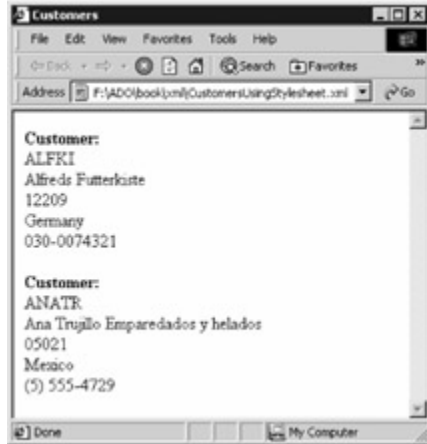 Customers
File Edit View Favorites Tools Help
Back Search Favorites »
Address F:\ADO\book\xml\CustomersUsingStylesheet.xml Go
Customer:
ALFKI
Alfreds Futterkiste
12209
Germany
030-0074321
Customer:
ANATR
Ana Trujillo Emparedados y helados
05021
Mexico
(5) 555-4729
Done My Computer